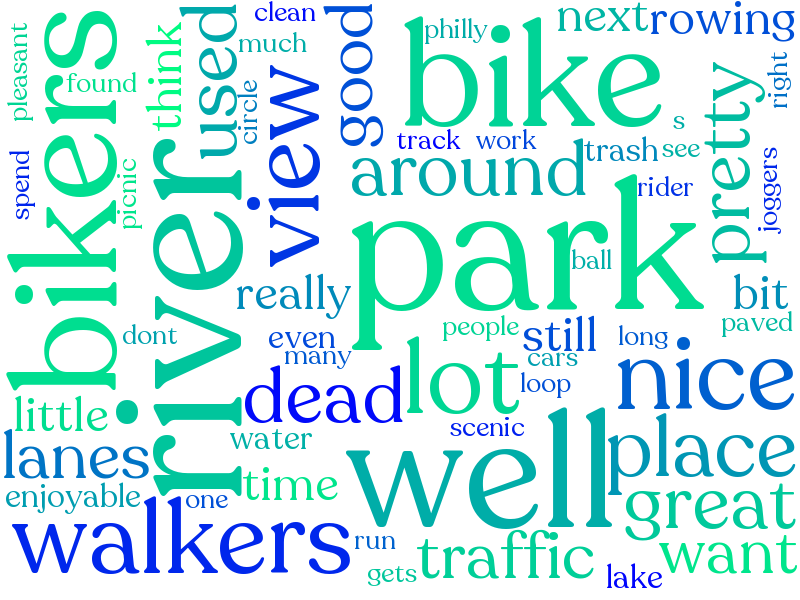 clean
philly
next
rowing
pleasant
bikers
found
think
used
much
circle
view
good
bike
right
s
pretty
track
work
trash
see
around
spend
picnic
river
rider
joggers
park
ball
really
bit
dont
even
many
people
still
long
paved
cars
loop
dead
lot
nice
little
scenic
lanes
water
well
place
enjoyable
one
time
great
walkers
run
traffic
want
gets
lake